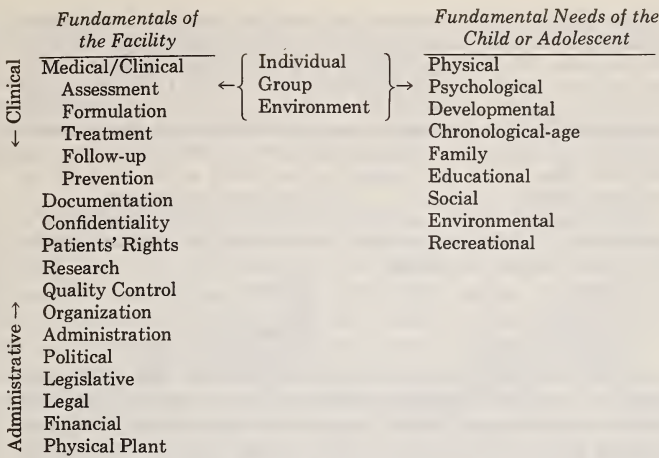 Fundamentals of
the Facility
← Clinical
Administrative →
Medical/Clinical
Assessment
Formulation
Treatment
Follow-up
Prevention
Documentation
Confidentiality
Patients' Rights
Research
Quality Control
Organization
Administration
Political
Legislative
Legal
Financial
Physical Plant
← { Individual
Group
Environment } →
Fundamental Needs of the
Child or Adolescent
Physical
Psychological
Developmental
Chronological-age
Family
Educational
Social
Environmental
Recreational